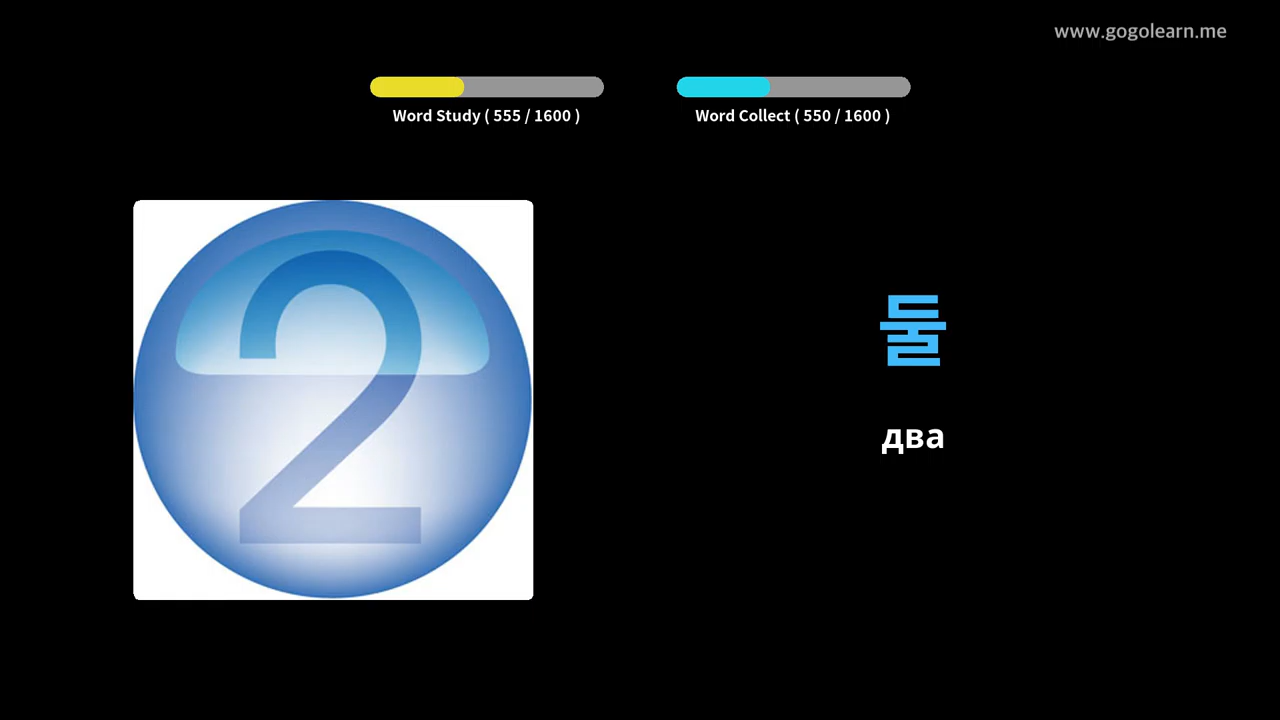 www.gogolearn.me
Word Study ( 555 / 1600 )
Word Collect ( 550 / 1600 )
2
둘
два